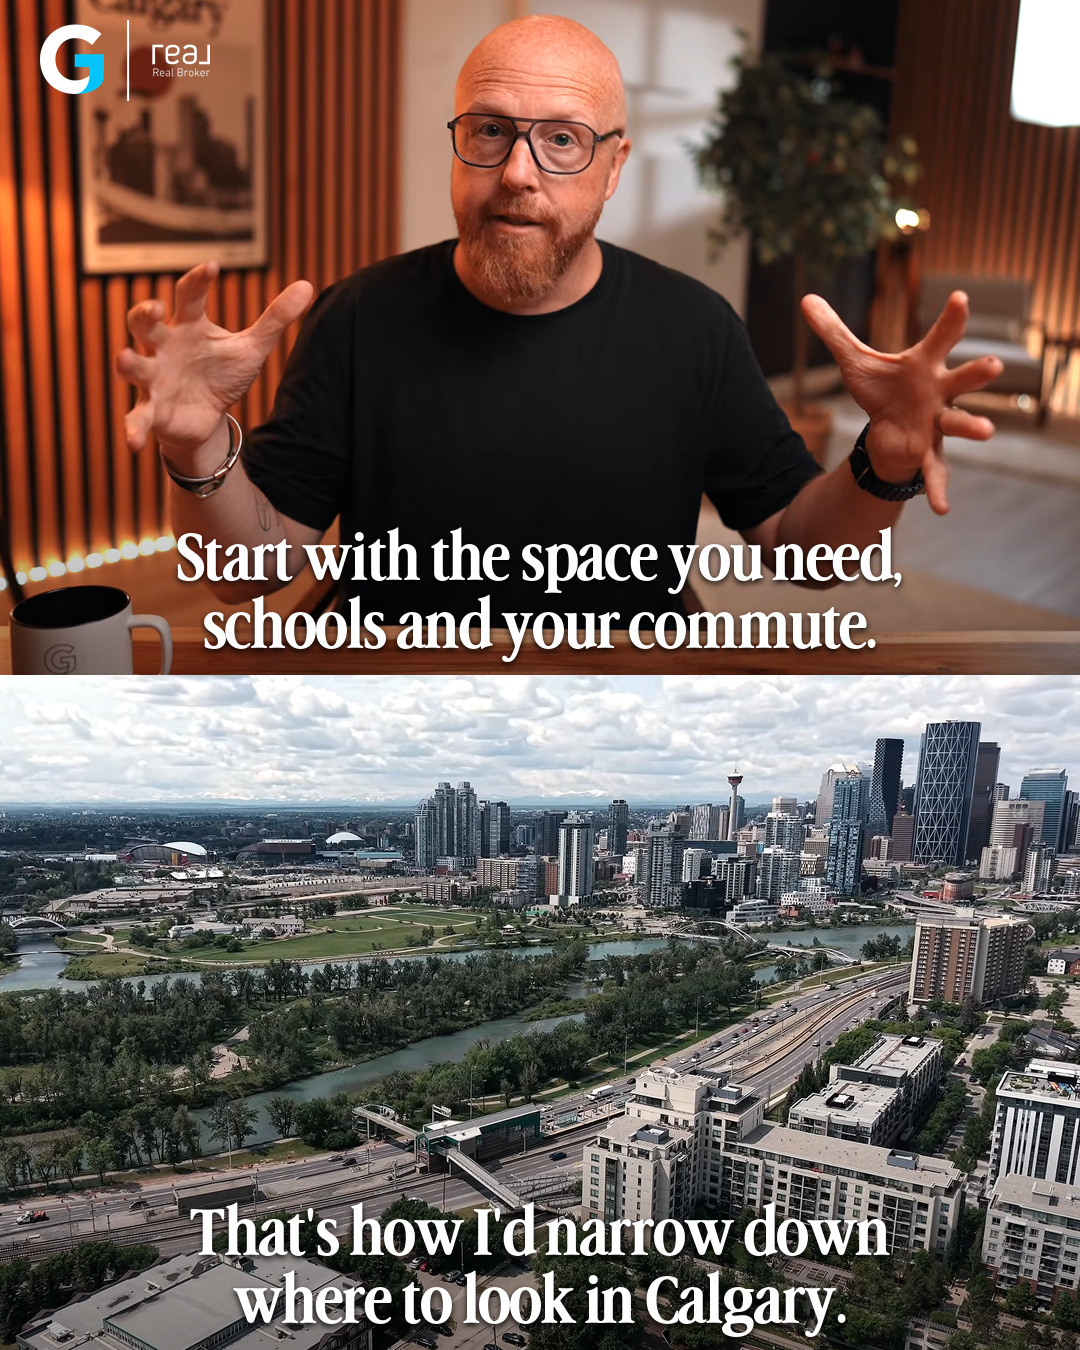 Calgary
G
real
Real Broker
Start with the space you need,
schools and your commute.
G
That's how I'd narrow down
where to look in Calgary.